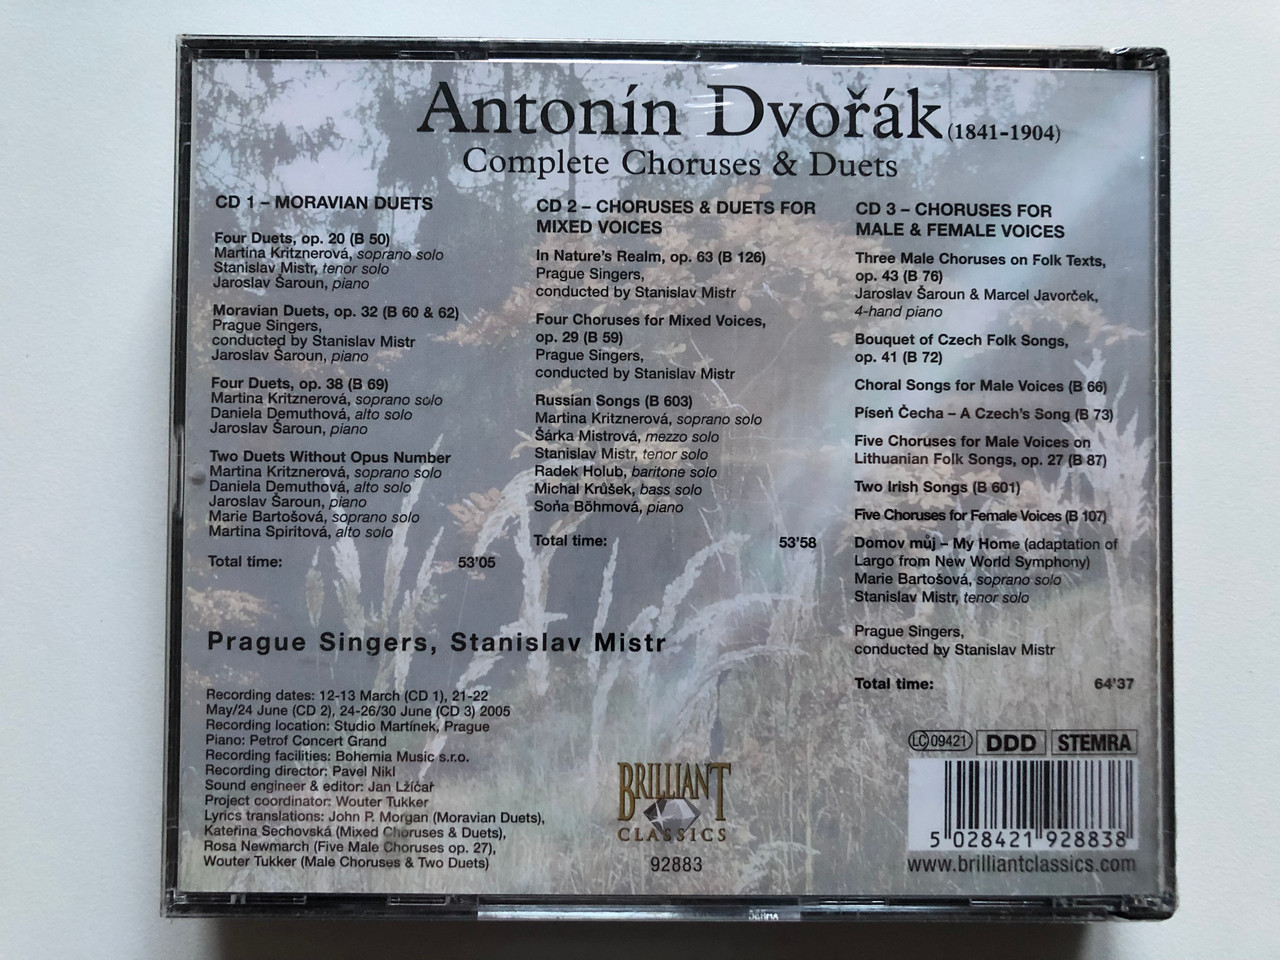 Antonín Dvořák (1841-1904)
Complete Choruses & Duets
CD 1 – MORAVIAN DUETS
Four Duets, op. 20 (B 50)
Martina Kritznerová, soprano solo
Stanislav Mistr, tenor solo
Jaroslav Šaroun, piano
Moravian Duets, op. 32 (B 60 & 62)
Prague Singers,
conducted by Stanislav Mistr
Jaroslav Šaroun, piano
Four Duets, op. 38 (B 69)
Martina Kritznerová, soprano solo
Daniela Demuthová, alto solo
Jaroslav Šaroun, piano
Two Duets Without Opus Number
Martina Kritznerová, soprano solo
Daniela Demuthová, alto solo
Jaroslav Šaroun, piano
Marie Bartošová, soprano solo
Martina Spiritová, alto solo
Total time: 53'05
CD 2 – CHORUSES & DUETS FOR
MIXED VOICES
In Nature's Realm, op. 63 (B 126)
Prague Singers,
conducted by Stanislav Mistr
Four Choruses for Mixed Voices,
op. 29 (B 59)
Prague Singers,
conducted by Stanislav Mistr
Russian Songs (B 603)
Martina Kritznerová, soprano solo
Šárka Mistrová, mezzo solo
Stanislav Mistr, tenor solo
Radek Holub, baritone solo
Michal Krůšek, bass solo
Soňa Böhmová, piano
Total time: 53'58
CD 3 – CHORUSES FOR
MALE & FEMALE VOICES
Three Male Choruses on Folk Texts,
op. 43 (B 76)
Jaroslav Šaroun & Marcel Javorček,
4-hand piano
Bouquet of Czech Folk Songs,
op. 41 (B 72)
Choral Songs for Male Voices (B 66)
Píseň Čecha – A Czech's Song (B 73)
Five Choruses for Male Voices on
Lithuanian Folk Songs, op. 27 (B 87)
Two Irish Songs (B 601)
Five Choruses for Female Voices (B 107)
Domov můj – My Home (adaptation of
Largo from New World Symphony)
Marie Bartošová, soprano solo
Stanislav Mistr, tenor solo
Prague Singers,
conducted by Stanislav Mistr
Total time: 64'37
Prague Singers, Stanislav Mistr
Recording dates: 12-13 March (CD 1), 21-22
May/24 June (CD 2), 24-26/30 June (CD 3) 2005
Recording location: Studio Martínek, Prague
Piano: Petrof Concert Grand
Recording facilities: Bohemia Music s.r.o.
Recording director: Pavel Nikl
Sound engineer & editor: Jan Lžíčař
Project coordinator: Wouter Tukker
Lyrics translations: John P. Morgan (Moravian Duets),
Kateřina Sechovská (Mixed Choruses & Duets),
Rosa Newmarch (Five Male Choruses op. 27),
Wouter Tukker (Male Choruses & Two Duets)
BRILLIANT
CLASSICS
92883
LC 09421 DDD STEMRA
5 028421 928838
www.brilliantclassics.com